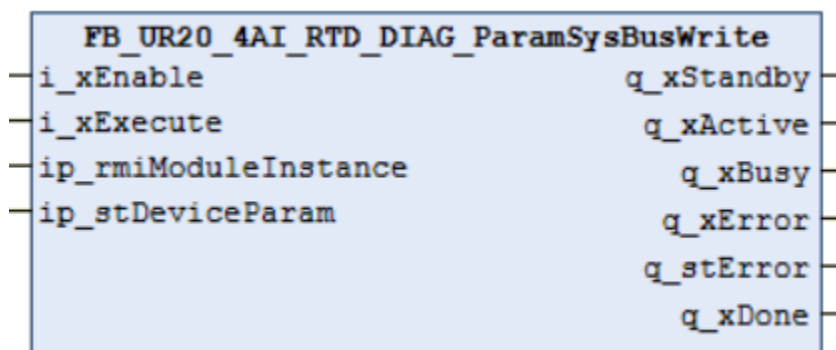 FB_UR20_4AI_RTD_DIAG_ParamSysBusWrite
i_xEnable q_xStandby
i_xExecute q_xActive
ip_rmiModuleInstance q_xBusy
ip_stDeviceParam q_xError
q_stError
q_xDone